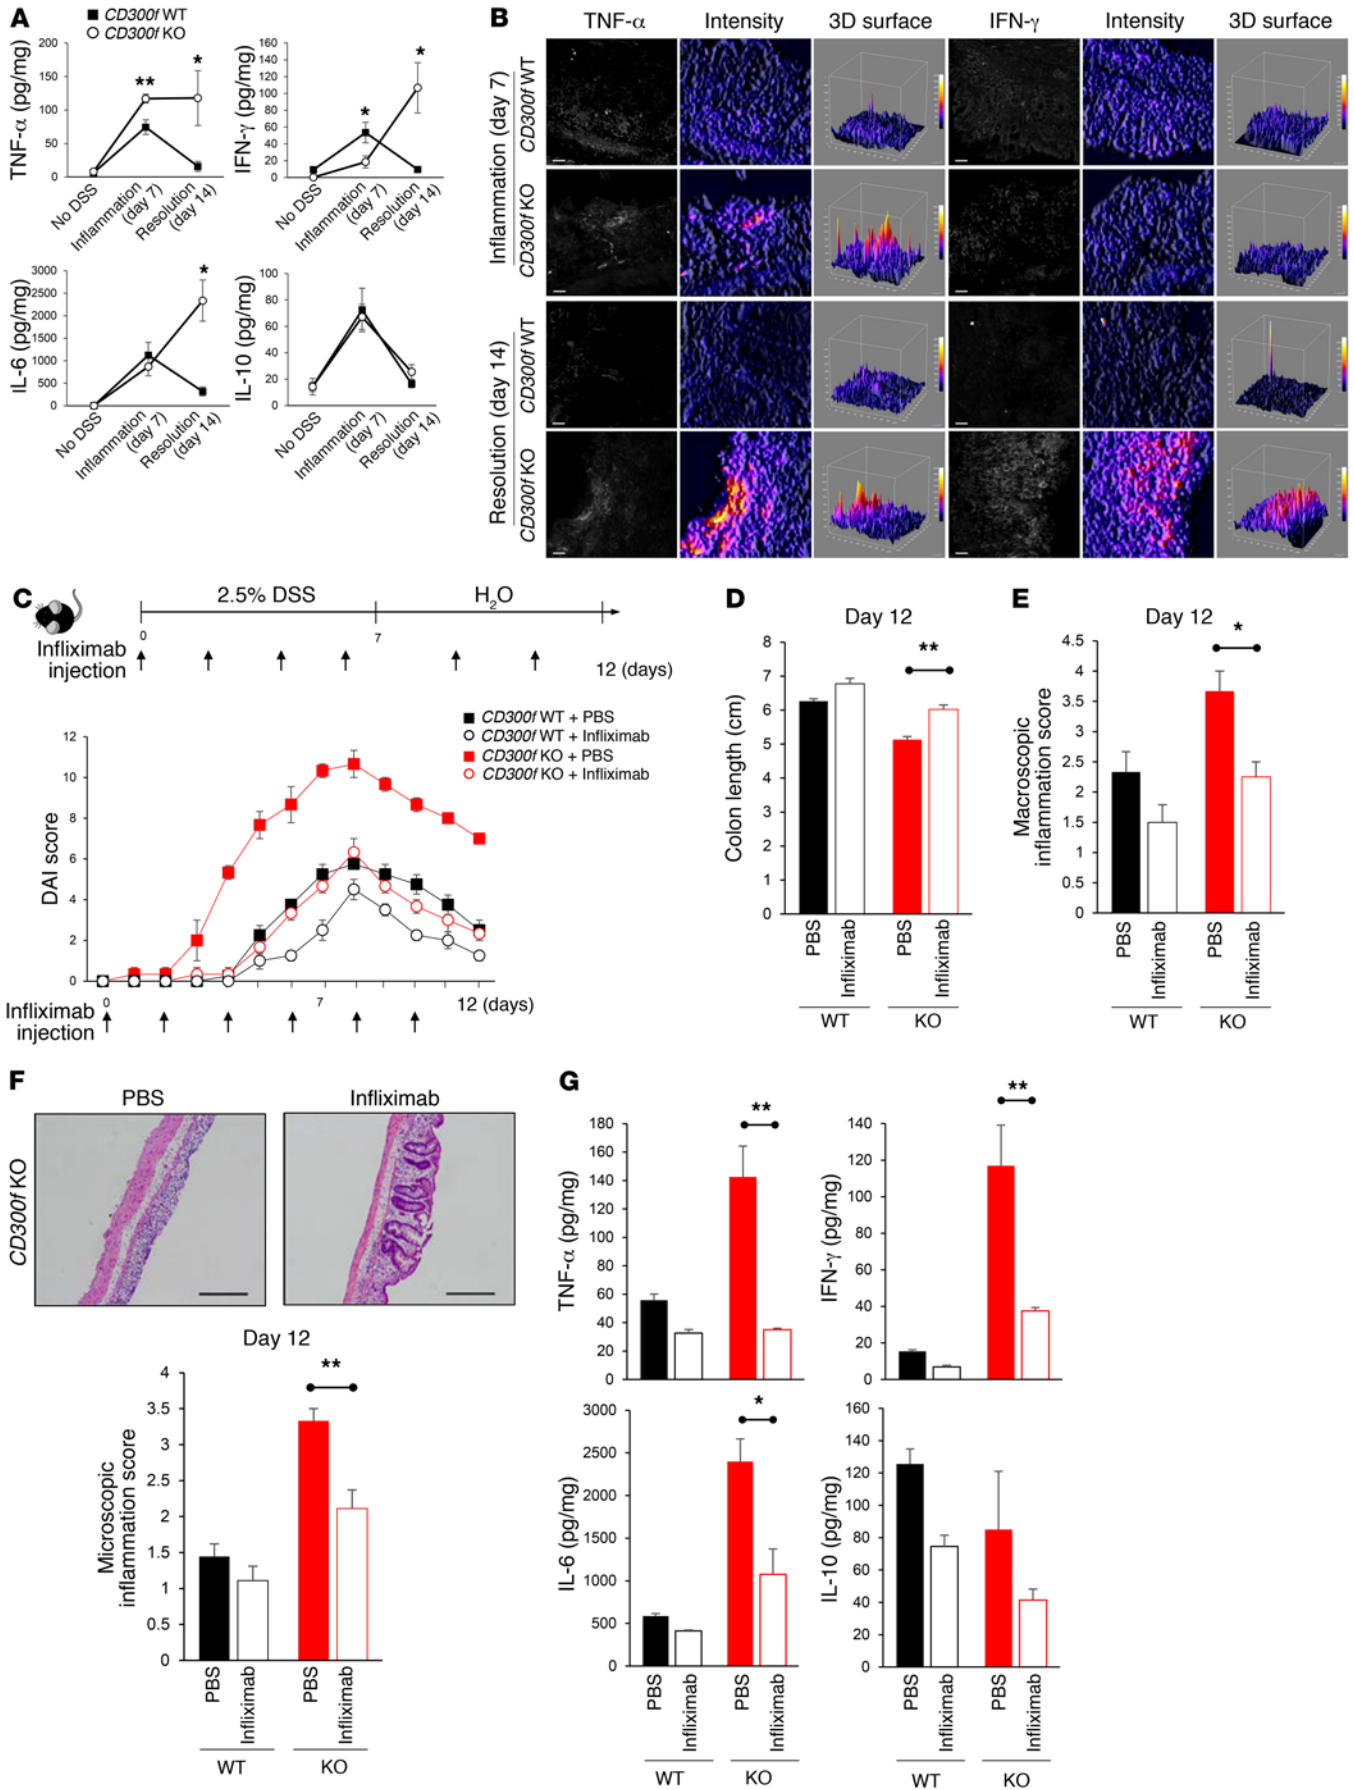 A
CD300f WT
CD300f KO
TNF-α (pg/mg)
200
150
100
50
0
**
*
No DSS
Inflammation
(day 7)
Resolution
(day 14)
IFN-γ (pg/mg)
160
140
120
100
80
60
40
20
0
*
*
No DSS
Inflammation
(day 7)
Resolution
(day 14)
IL-6 (pg/mg)
3000
2500
2000
1500
1000
500
0
*
No DSS
Inflammation
(day 7)
Resolution
(day 14)
IL-10 (pg/mg)
100
80
60
40
20
0
No DSS
Inflammation
(day 7)
Resolution
(day 14)
B
TNF-α
Intensity
3D surface
IFN-γ
Intensity
3D surface
Inflammation (day 7)
CD300f WT
CD300f KO
Resolution (day 14)
CD300f WT
CD300f KO
C
2.5% DSS
H2O
0
7
Infliximab
injection
12 (days)
CD300f WT + PBS
CD300f WT + Infliximab
CD300f KO + PBS
CD300f KO + Infliximab
DAI score
12
10
8
6
4
2
0
0
7
12 (days)
Infliximab
injection
D
Day 12
**
Colon length (cm)
8
7
6
5
4
3
2
1
0
PBS
Infliximab
PBS
Infliximab
WT
KO
E
Day 12
*
Macroscopic
inflammation score
4.5
4
3.5
3
2.5
2
1.5
1
0.5
0
PBS
Infliximab
PBS
Infliximab
WT
KO
F
PBS
Infliximab
CD300f KO
Day 12
**
Microscopic
inflammation score
4
3.5
3
2.5
2
1.5
1
0.5
0
PBS
Infliximab
PBS
Infliximab
WT
KO
G
**
TNF-α (pg/mg)
180
160
140
120
100
80
60
40
20
0
**
IFN-γ (pg/mg)
140
120
100
80
60
40
20
0
*
IL-6 (pg/mg)
3000
2500
2000
1500
1000
500
0
PBS
Infliximab
PBS
Infliximab
WT
KO
IL-10 (pg/mg)
160
140
120
100
80
60
40
20
0
PBS
Infliximab
PBS
Infliximab
WT
KO